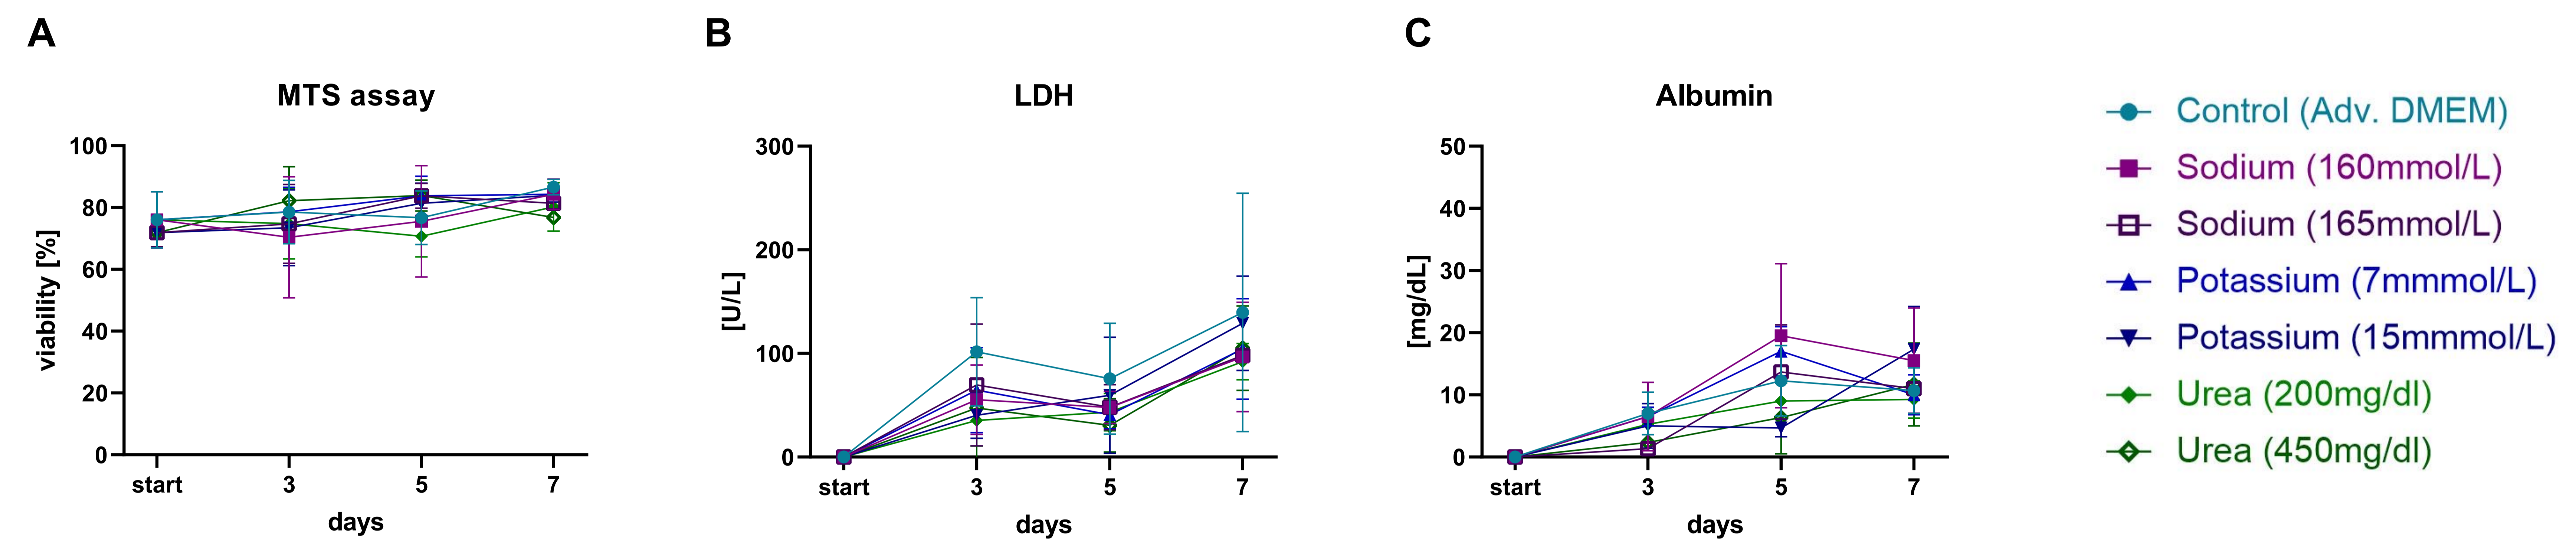 A
MTS assay
100
80
60
40
20
0
viability [%]
start 3 5 7
days
B
LDH
300
200
100
0
[U/L]
start 3 5 7
days
C
Albumin
50
40
30
20
10
0
[mg/dL]
start 3 5 7
days
Control (Adv. DMEM)
Sodium (160mmol/L)
Sodium (165mmol/L)
Potassium (7mmmol/L)
Potassium (15mmmol/L)
Urea (200mg/dl)
Urea (450mg/dl)